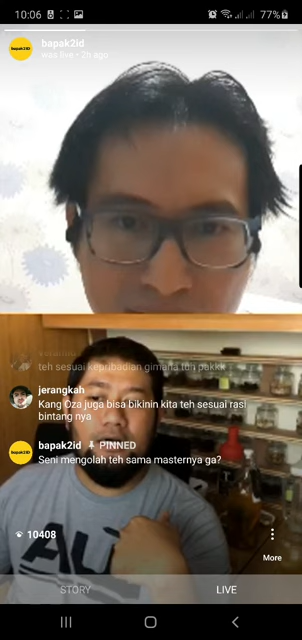 10:06
77%
bapak2ID
bapak2id
was live • 2h ago
teh sesuai kepribadian gimana tuh pakkk
jerangkah
Kang Oza juga bisa bikinin kita teh sesuai rasi
bintang nya
bapak2ID
bapak2id PINNED
Seni mengolah teh sama masternya ga?
10408
More
AU
STORY
LIVE